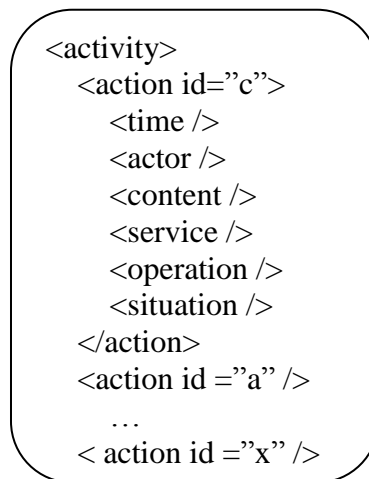 <activity>
<action id=”c”>
<time />
<actor />
<content />
<service />
<operation />
<situation />
</action>
<action id =”a” />
…
< action id =”x” />